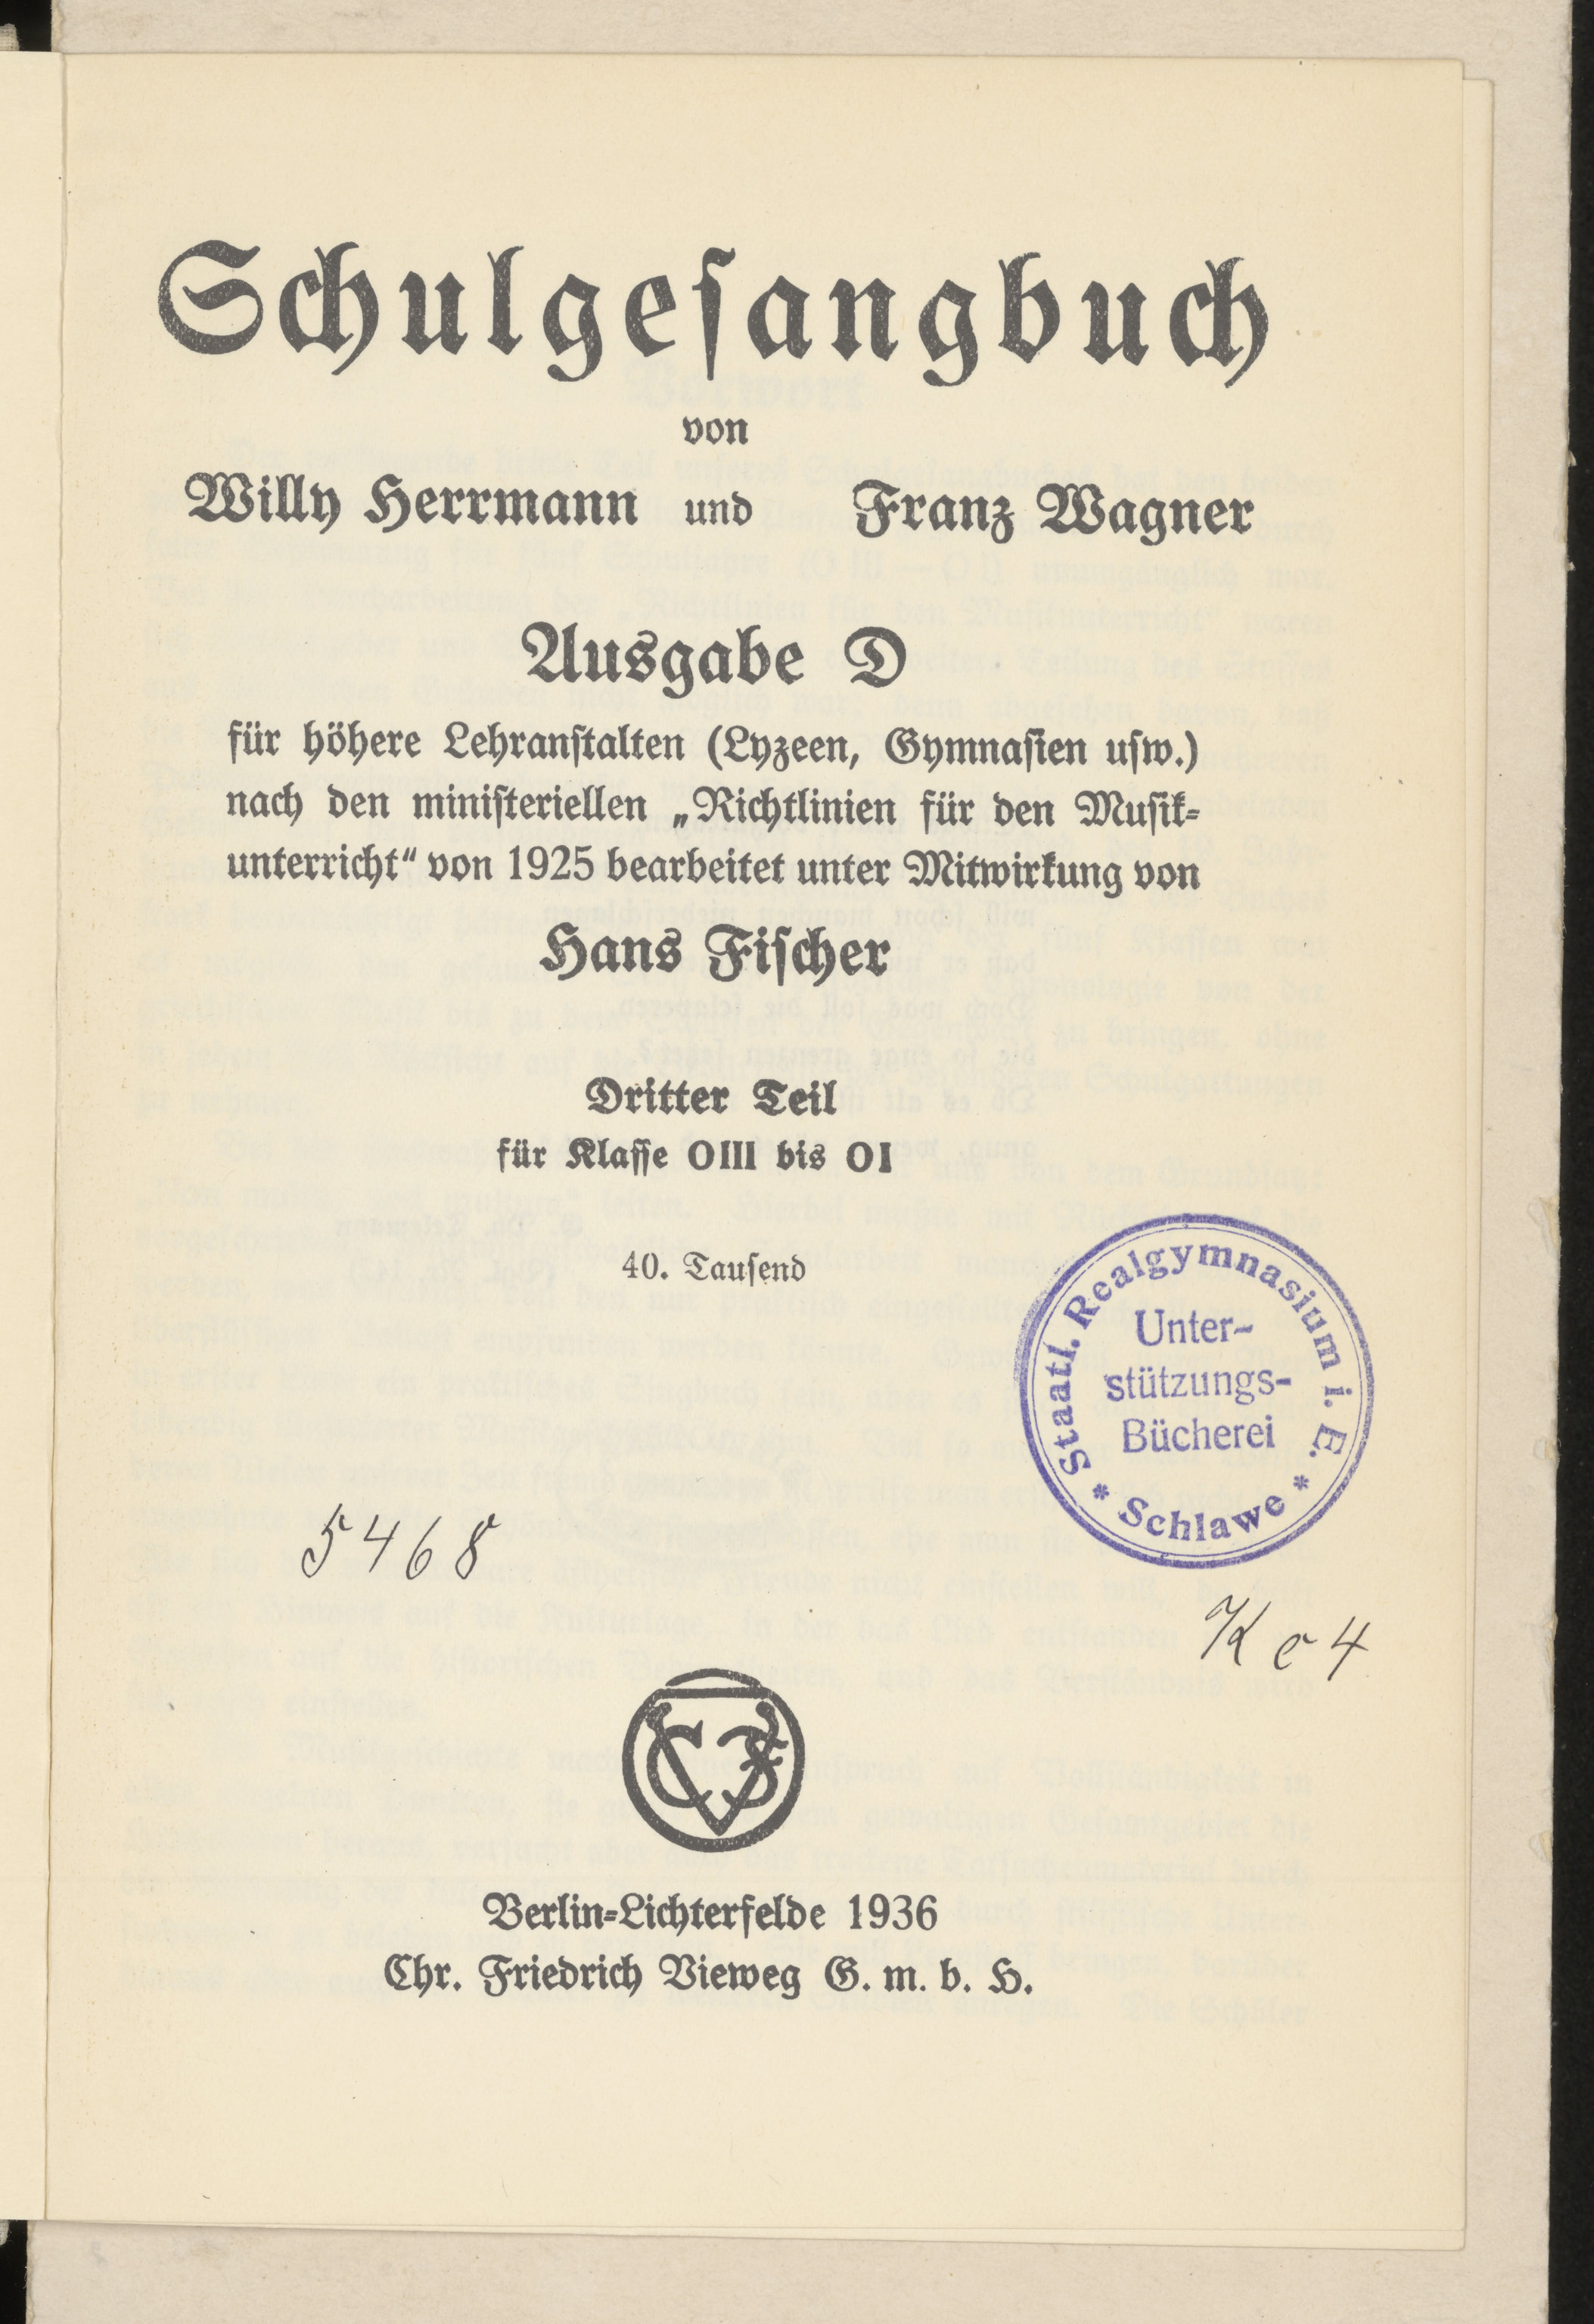 Schulgesangbuch
von
Willy Herrmann und Franz Wagner
Ausgabe D
für höhere Lehranstalten (Lyzeen, Gymnasien usw.)
nach den ministeriellen „Richtlinien für den Musik-
unterricht“ von 1925 bearbeitet unter Mitwirkung von
Hans Fischer
Dritter Teil
für Klasse OIII bis OI
40. Tausend
Staatl. Realgymnasium i. E.
Unter-
stützungs-
Bücherei
* Schlawe *
5468
K c 4
Berlin-Lichterfelde 1936
Chr. Friedrich Vieweg G. m. b. H.